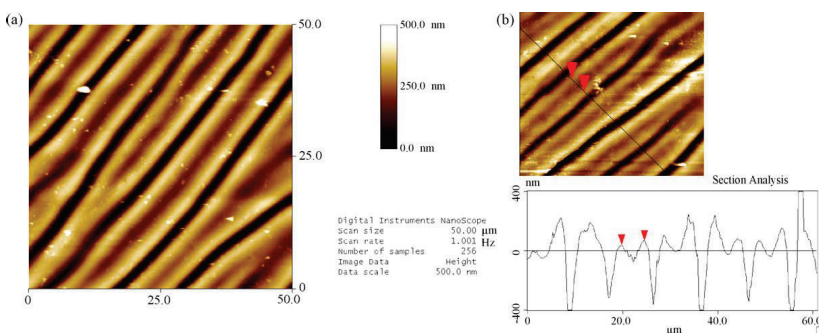 (a)
50.0
25.0
0
0 25.0 50.0
500.0 nm
250.0 nm
0.0 nm
Digital Instruments NanoScope
Scan size 50.00 µm
Scan rate 1.001 Hz
Number of samples 256
Image Data Height
Data scale 500.0 nm
(b)
nm Section Analysis
400
0
-400
0 20.0 40.0 60.0
µm